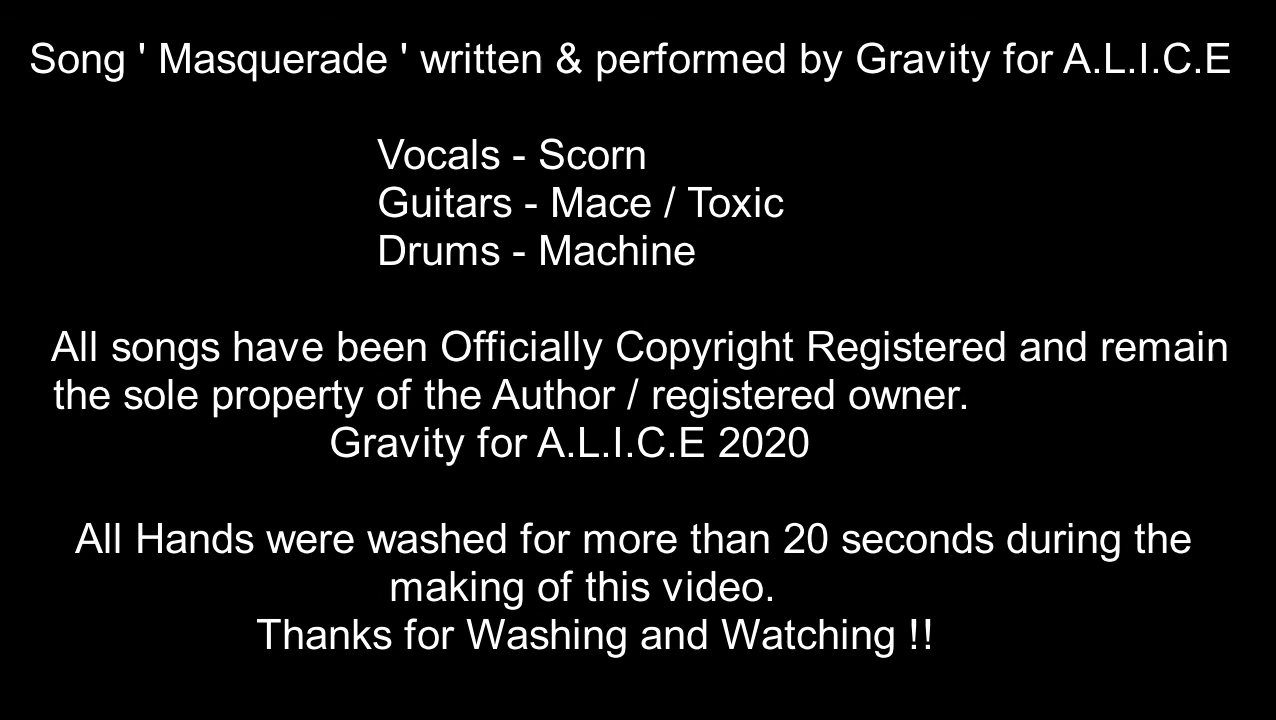 Song ' Masquerade ' written & performed by Gravity for A.L.I.C.E
Vocals - Scorn
Guitars - Mace / Toxic
Drums - Machine
All songs have been Officially Copyright Registered and remain
the sole property of the Author / registered owner.
Gravity for A.L.I.C.E 2020
All Hands were washed for more than 20 seconds during the
making of this video.
Thanks for Washing and Watching !!